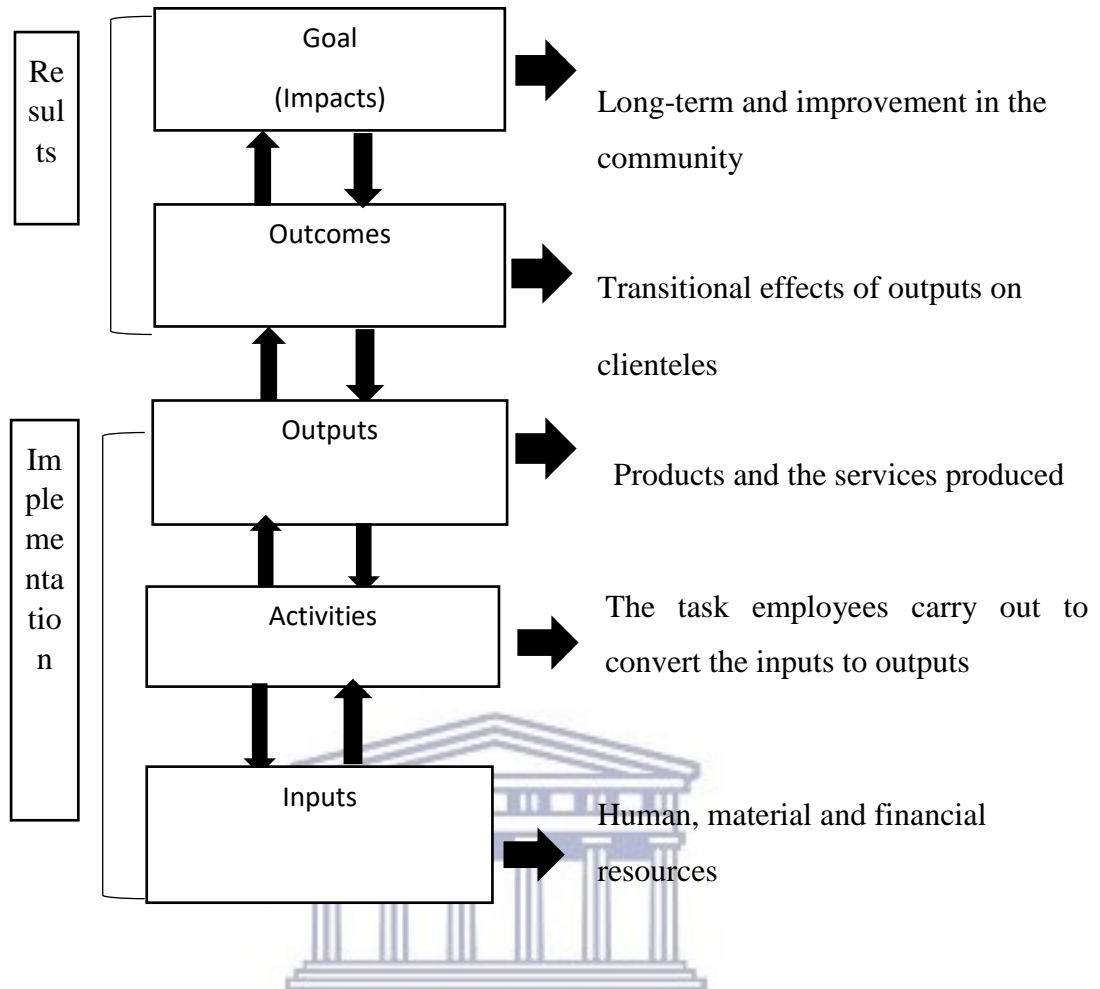 Re
sul
ts
Goal
(Impacts)
Long-term and improvement in the
community
Outcomes
Transitional effects of outputs on
clienteles
Im
ple
me
nta
tio
n
Outputs
Products and the services produced
Activities
The task employees carry out to
convert the inputs to outputs
Inputs
Human, material and financial
resources